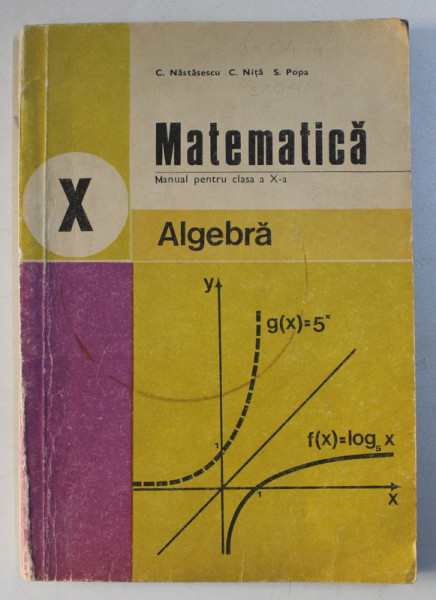 C. Năstăsescu C. Niță S. Popa
Matematică
Manual pentru clasa a X-a
X
Algebră
y
g(x)=5ˣ
1
f(x)=log₅ x
1
x